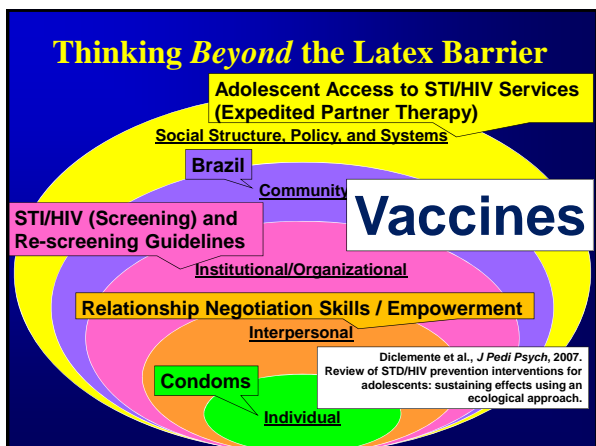 Thinking Beyond the Latex Barrier
Adolescent Access to STI/HIV Services
(Expedited Partner Therapy)
Social Structure, Policy, and Systems
Brazil
Community
Vaccines
STI/HIV (Screening) and
Re-screening Guidelines
Institutional/Organizational
Relationship Negotiation Skills / Empowerment
Interpersonal
Diclemente et al., J Pedi Psych, 2007.
Review of STD/HIV prevention interventions for
adolescents: sustaining effects using an
ecological approach.
Condoms
Individual